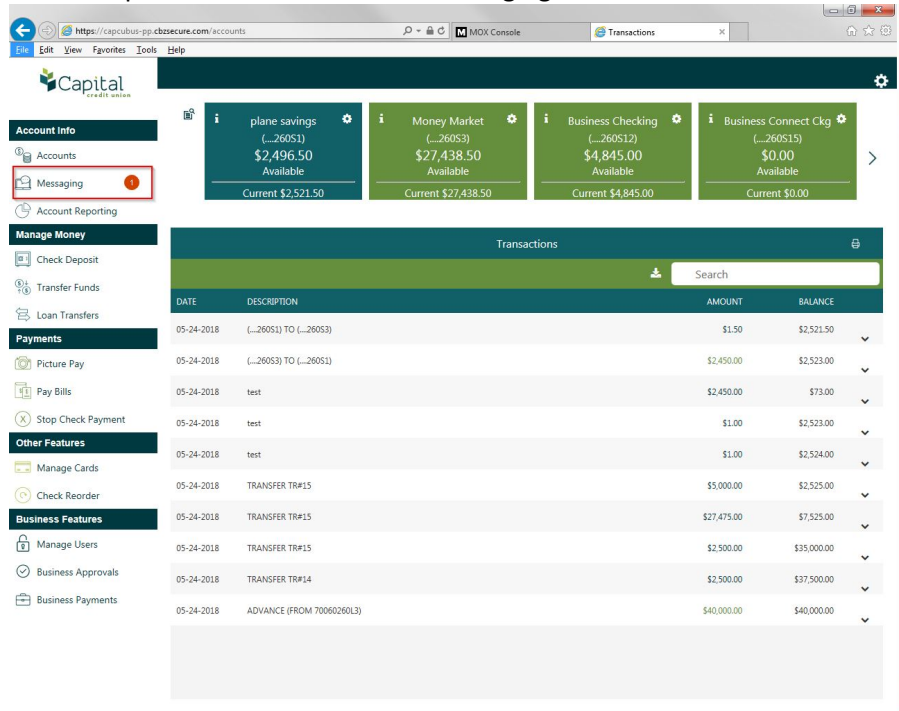 https://capcubus-pp.cbzsecure.com/accounts
MOX Console
Transactions
File Edit View Favorites Tools Help
Capital
credit union
Account Info
Accounts
Messaging 1
Account Reporting
Manage Money
Check Deposit
Transfer Funds
Loan Transfers
Payments
Picture Pay
Pay Bills
Stop Check Payment
Other Features
Manage Cards
Check Reorder
Business Features
Manage Users
Business Approvals
Business Payments
plane savings
(....260S1)
$2,496.50
Available
Current $2,521.50
Money Market
(....260S3)
$27,438.50
Available
Current $27,438.50
Business Checking
(....260S12)
$4,845.00
Available
Current $4,845.00
Business Connect Ckg
(....260S15)
$0.00
Available
Current $0.00
Transactions
Search
DATE DESCRIPTION AMOUNT BALANCE
05-24-2018 (....260S1) TO (....260S3) $1.50 $2,521.50
05-24-2018 (....260S3) TO (....260S1) $2,450.00 $2,523.00
05-24-2018 test $2,450.00 $73.00
05-24-2018 test $1.00 $2,523.00
05-24-2018 test $1.00 $2,524.00
05-24-2018 TRANSFER TR#15 $5,000.00 $2,525.00
05-24-2018 TRANSFER TR#15 $27,475.00 $7,525.00
05-24-2018 TRANSFER TR#15 $2,500.00 $35,000.00
05-24-2018 TRANSFER TR#14 $2,500.00 $37,500.00
05-24-2018 ADVANCE (FROM 70060260L3) $40,000.00 $40,000.00